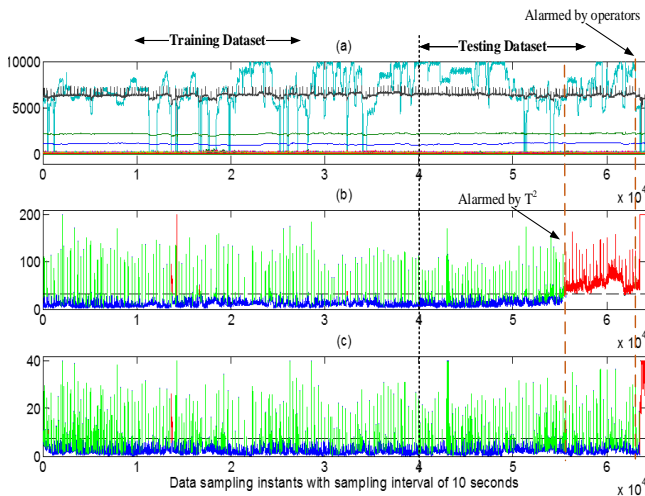 Alarmed by operators
Training Dataset
Testing Dataset
(a)
10000
5000
0
0 1 2 3 4 5 6
x 10^4
(b)
Alarmed by T^2
200
100
0
0 1 2 3 4 5 6
x 10^4
(c)
40
20
0
0 1 2 3 4 5 6
Data sampling instants with sampling interval of 10 seconds
x 10^4